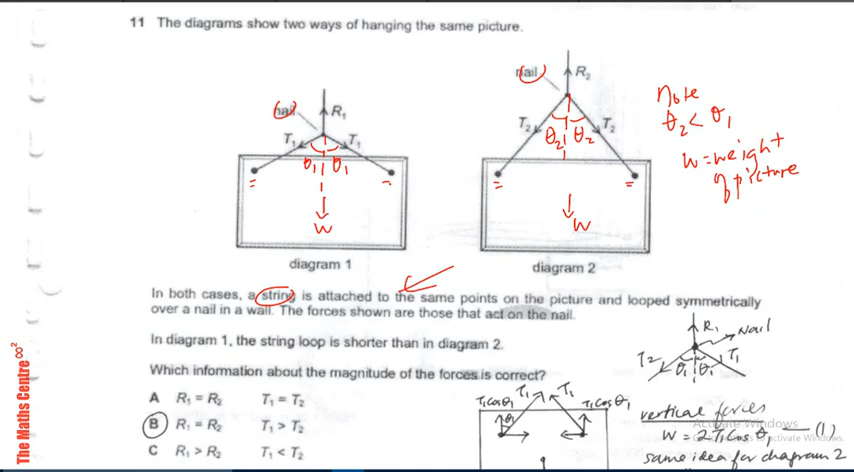 11 The diagrams show two ways of hanging the same picture.
nail
R₁
T₁
T₁
θ₁
θ₁
W
diagram 1
nail
R₂
T₂
T₂
θ₂
θ₂
W
diagram 2
Note
θ₂ < θ₁
W = weight
of picture
In both cases, a string is attached to the same points on the picture and looped symmetrically
over a nail in a wall. The forces shown are those that act on the nail.
In diagram 1, the string loop is shorter than in diagram 2.
Which information about the magnitude of the forces is correct?
A R₁ = R₂ T₁ = T₂
B R₁ = R₂ T₁ > T₂
C R₁ > R₂ T₁ < T₂
R₁
Nail
T₂
T₁
θ₁
θ₁
T₁cosθ₁
T₁
T₁
T₁cosθ₁
θ₁
vertical forces
W = 2T₁cosθ₁ — (1)
same idea for diagram 2
Activate Windows
The Maths Centre∞²